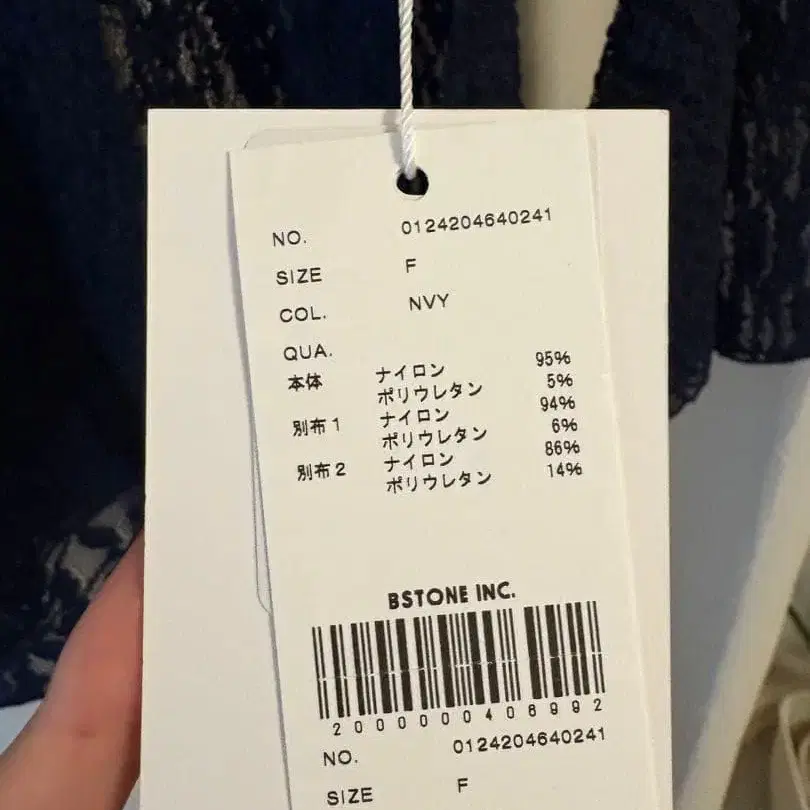 NO. 0124204640241
SIZE F
COL. NVY
QUA.
本体 ナイロン 95%
ポリウレタン 5%
別布1 ナイロン 94%
ポリウレタン 6%
別布2 ナイロン 86%
ポリウレタン 14%
BSTONE INC.
2000000406992
NO. 0124204640241
SIZE F